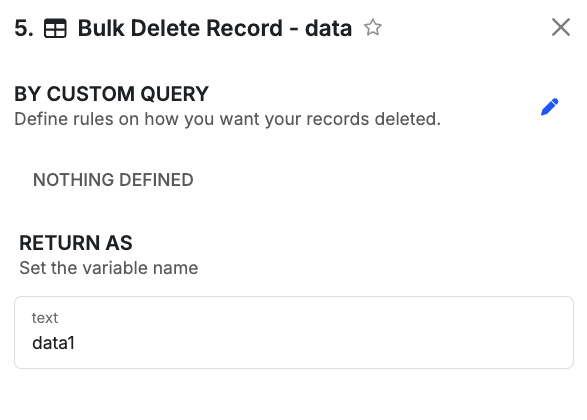 5. Bulk Delete Record - data
BY CUSTOM QUERY
Define rules on how you want your records deleted.
NOTHING DEFINED
RETURN AS
Set the variable name
text
data1